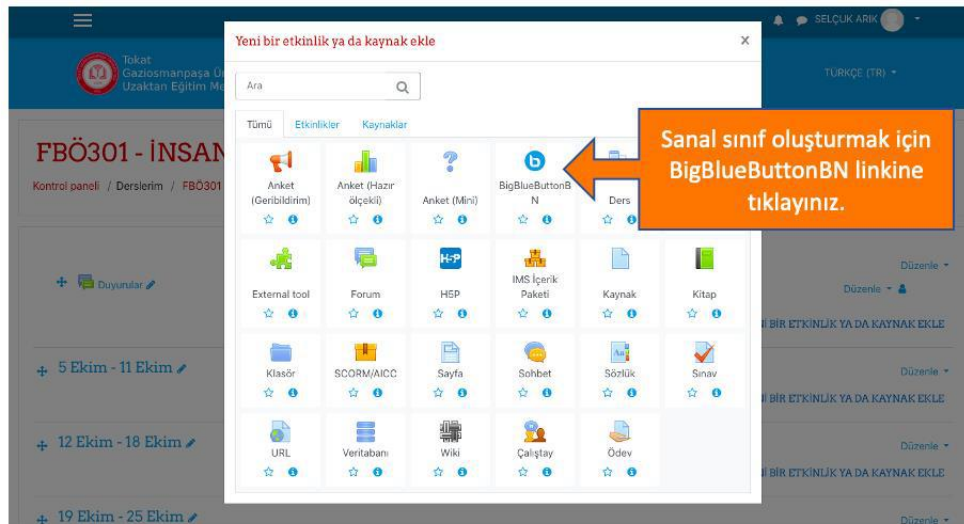 SELÇUK ARIK
Tokat
Gaziosmanpaşa Ü
Uzaktan Eğitim Me
TÜRKÇE (TR)
Yeni bir etkinlik ya da kaynak ekle
x
Ara
Tümü Etkinlikler Kaynaklar
Sanal sınıf oluşturmak için
BigBlueButtonBN linkine
tıklayınız.
FBÖ301 - İNSAN
Kontrol paneli / Derslerim / FBÖ301
Anket
(Geribildirim)
Anket (Hazır
ölçekli)
Anket (Mini)
BigBlueButtonB
N
Ders
External tool
Forum
H5P
H5P
IMS İçerik
Paketi
Kaynak
Kitap
Duyurular
Düzenle
Düzenle
Nİ BİR ETKİNLİK YA DA KAYNAK EKLE
Klasör
SCORM/AICC
Sayfa
Sohbet
Sözlük
Sınav
5 Ekim - 11 Ekim
Düzenle
Nİ BİR ETKİNLİK YA DA KAYNAK EKLE
URL
Veritabanı
Wiki
Çalıştay
Ödev
12 Ekim - 18 Ekim
Düzenle
Nİ BİR ETKİNLİK YA DA KAYNAK EKLE
19 Ekim - 25 Ekim
Düzenle